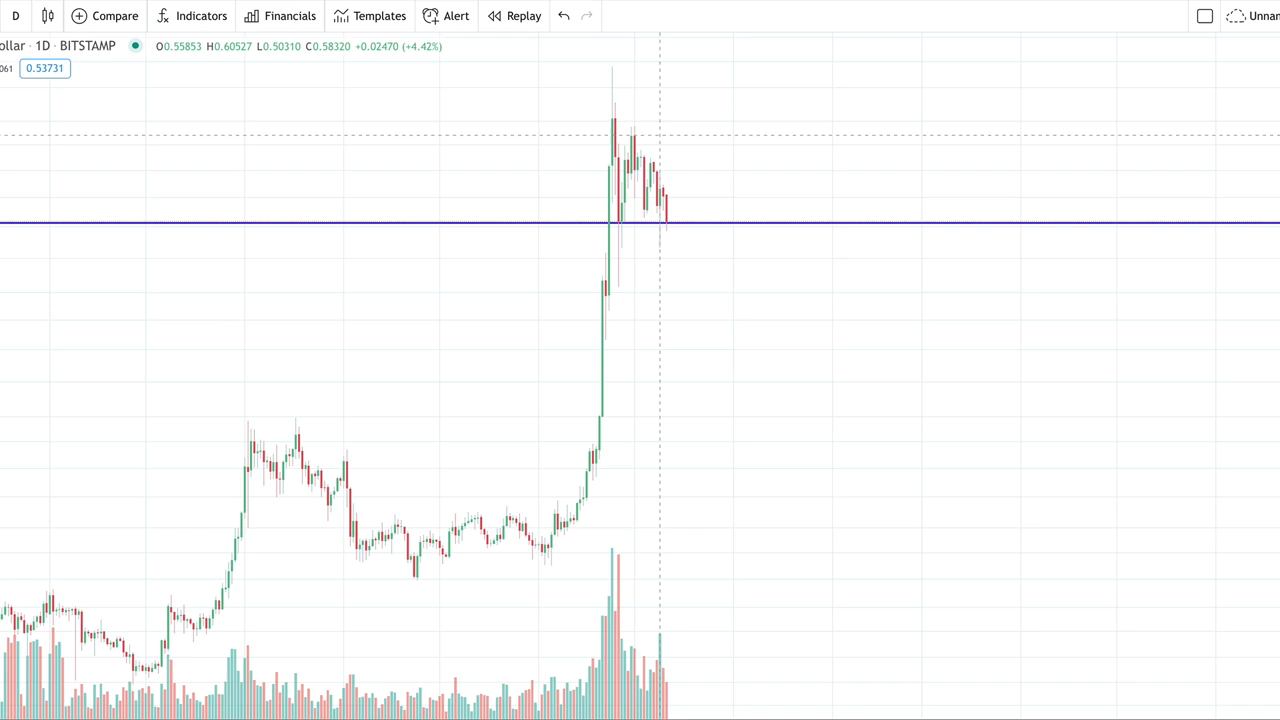 D Compare Indicators Financials Templates Alert Replay Unnar
ollar · 1D · BITSTAMP O0.55853 H0.60527 L0.50310 C0.58320 +0.02470 (+4.42%)
061 0.53731